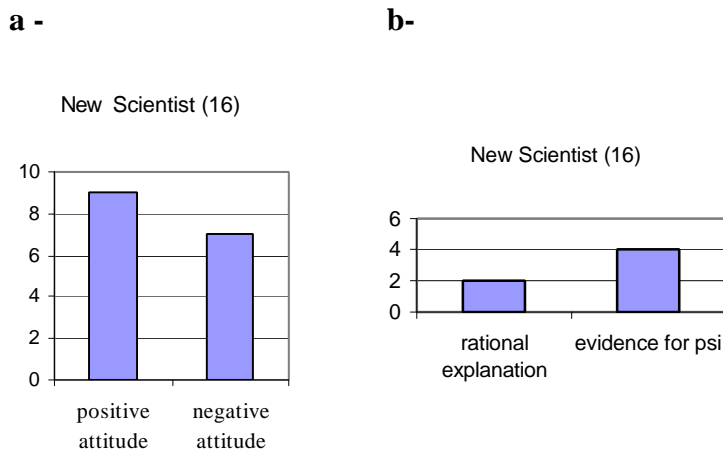 a -
New Scientist (16)
10
8
6
4
2
0
positive
attitude
negative
attitude
b-
New Scientist (16)
6
4
2
0
rational
explanation
evidence for psi